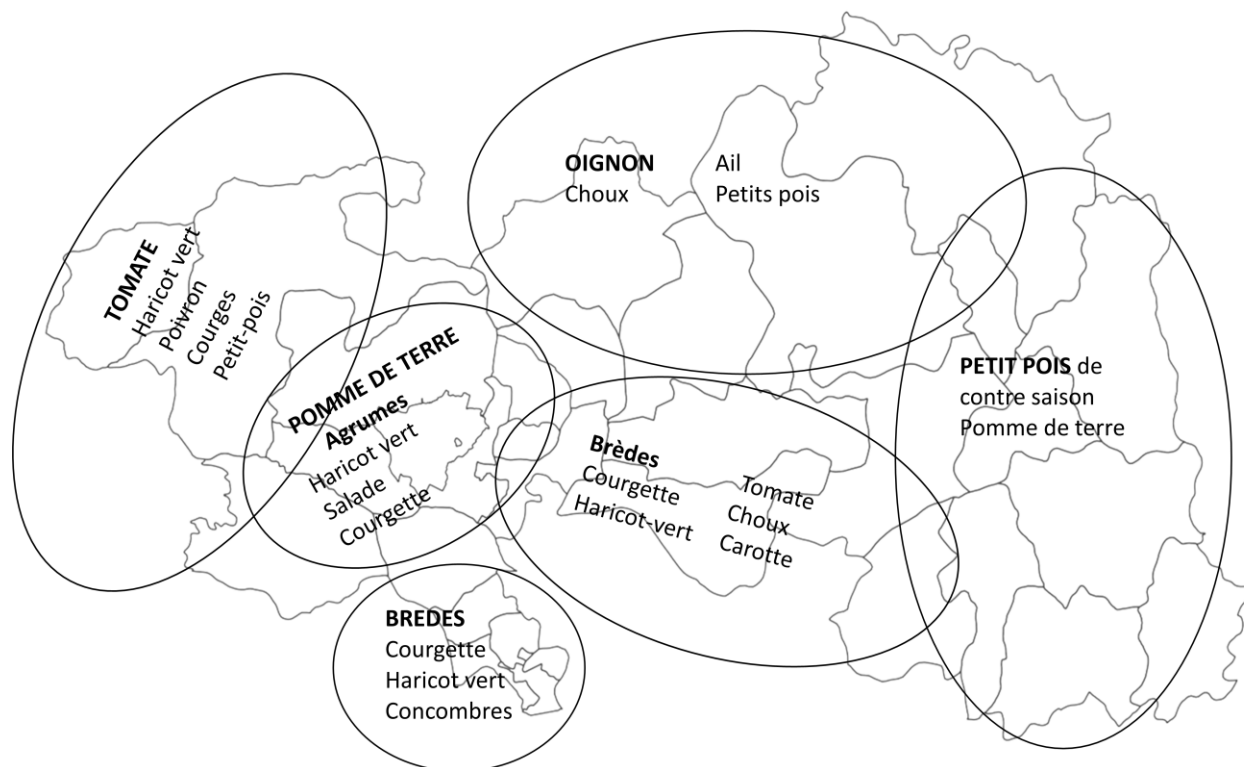 TOMATE
Haricot vert
Poivron
Courges
Petit-pois
POMME DE TERRE
Agrumes
Haricot vert
Salade
Courgette
BREDES
Courgette
Haricot vert
Concombres
OIGNON
Choux
Ail
Petits pois
Brèdes
Courgette
Haricot-vert
Tomate
Choux
Carotte
PETIT POIS de
contre saison
Pomme de terre